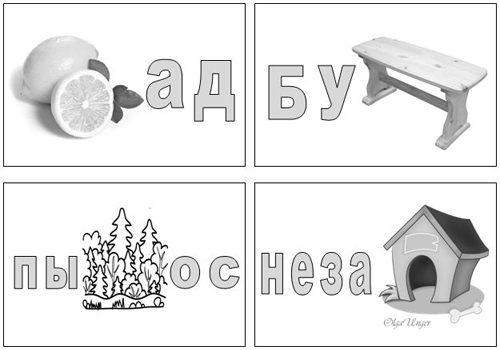 ад
БУ
пы ос
неза
Olga Unger